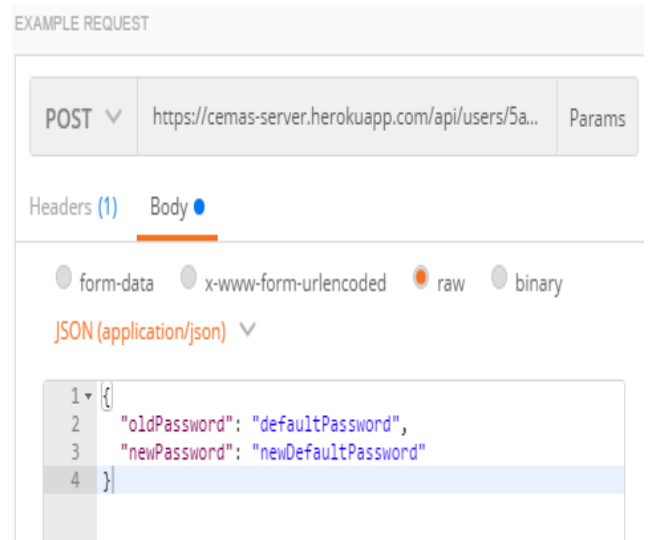 EXAMPLE REQUEST
POST https://cemas-server.herokuapp.com/api/users/5a... Params
Headers (1) Body
form-data x-www-form-urlencoded raw binary
JSON (application/json)
1 {
2 "oldPassword": "defaultPassword",
3 "newPassword": "newDefaultPassword"
4 }